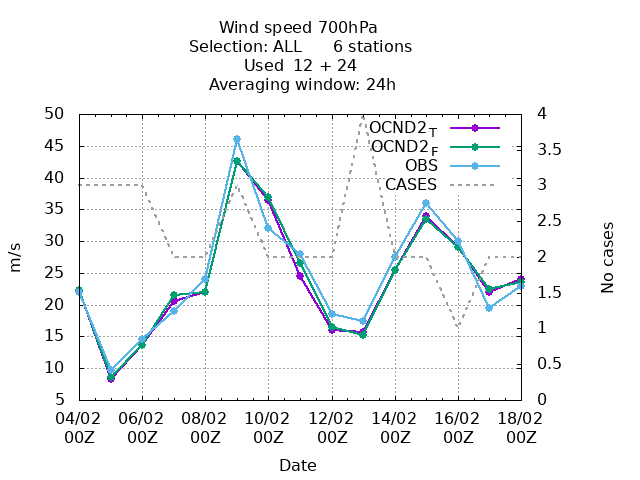 Wind speed 700hPa
Selection: ALL 6 stations
Used 12 + 24
Averaging window: 24h
50
45
40
35
30
25
20
15
10
5
m/s
4
3.5
3
2.5
2
1.5
1
0.5
0
No cases
OCND2T
OCND2F
OBS
CASES
04/02 06/02 08/02 10/02 12/02 14/02 16/02 18/02
00Z 00Z 00Z 00Z 00Z 00Z 00Z 00Z
Date